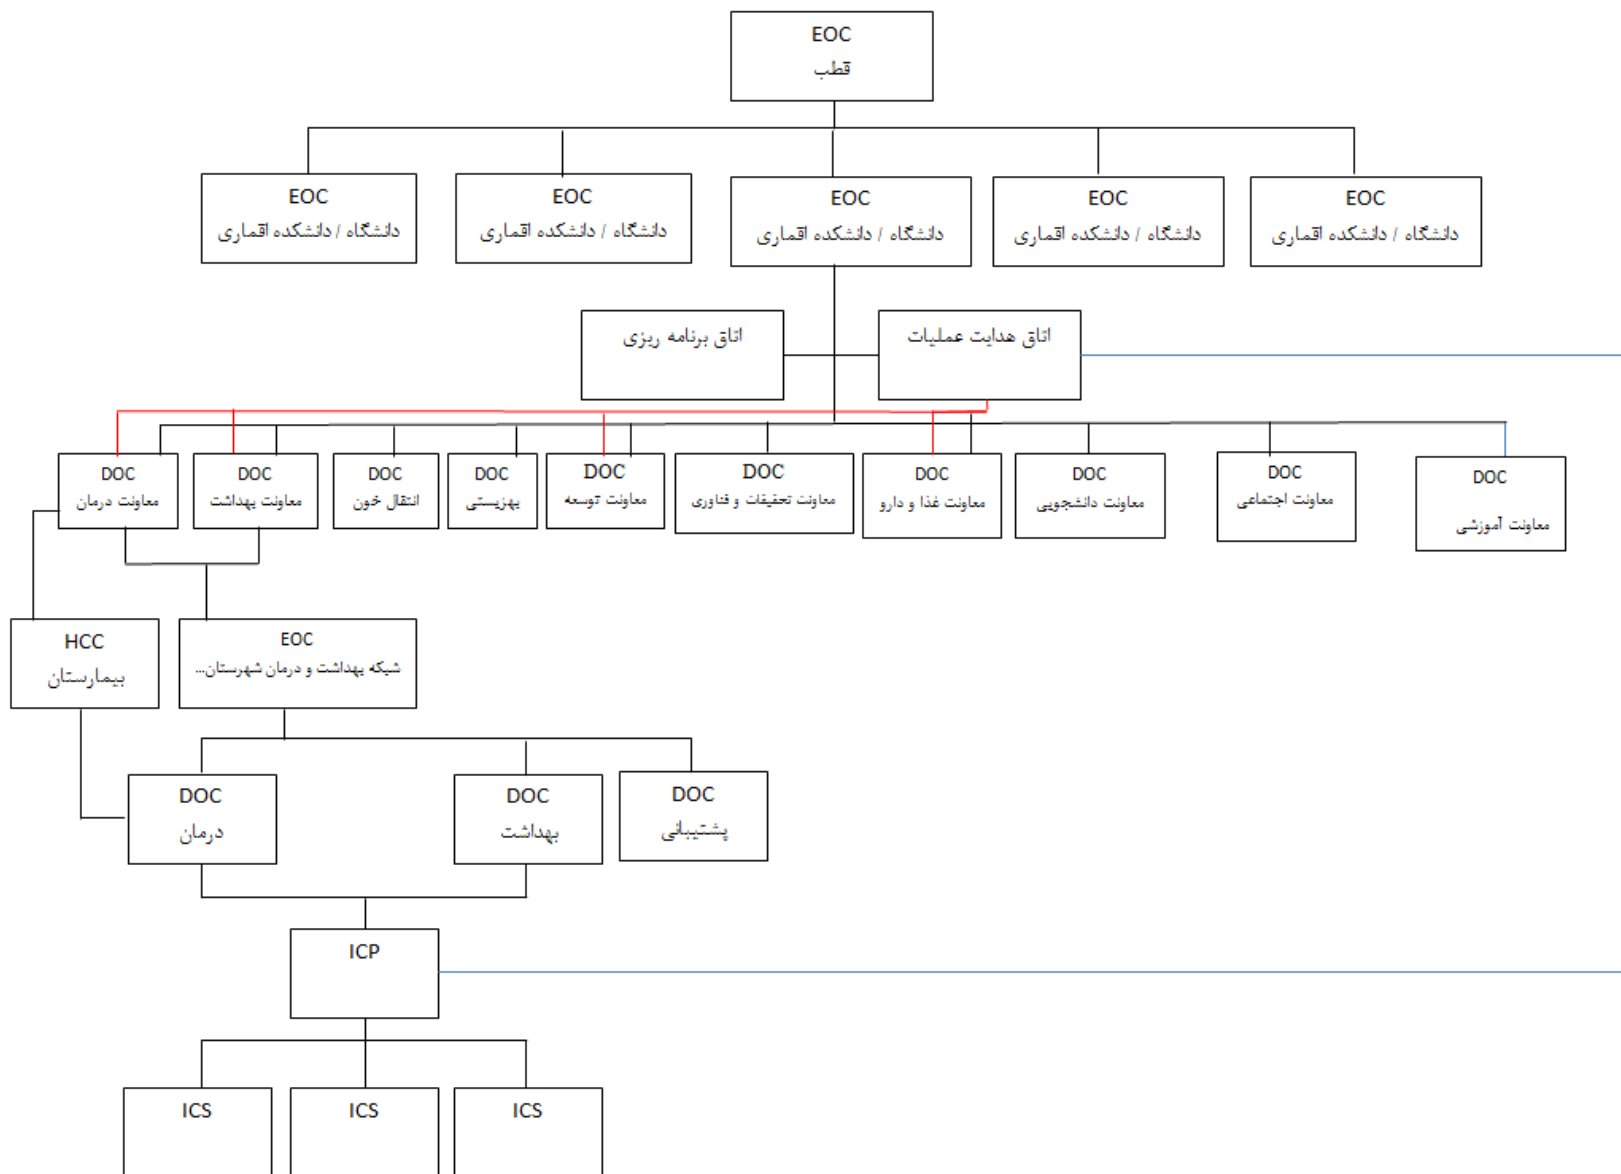 EOC
قطب
EOC
دانشگاه / دانشکده اقماری
EOC
دانشگاه / دانشکده اقماری
EOC
دانشگاه / دانشکده اقماری
EOC
دانشگاه / دانشکده اقماری
EOC
دانشگاه / دانشکده اقماری
اتاق برنامه ریزی
اتاق هدایت عملیات
DOC
معاونت درمان
DOC
معاونت بهداشت
DOC
انتقال خون
DOC
بهزیستی
DOC
معاونت توسعه
DOC
معاونت تحقیقات و فناوری
DOC
معاونت غذا و دارو
DOC
معاونت دانشجویی
DOC
معاونت اجتماعی
DOC
معاونت آموزشی
HCC
بیمارستان
EOC
شبکه بهداشت و درمان شهرستان...
DOC
درمان
DOC
بهداشت
DOC
پشتیبانی
ICP
ICS
ICS
ICS